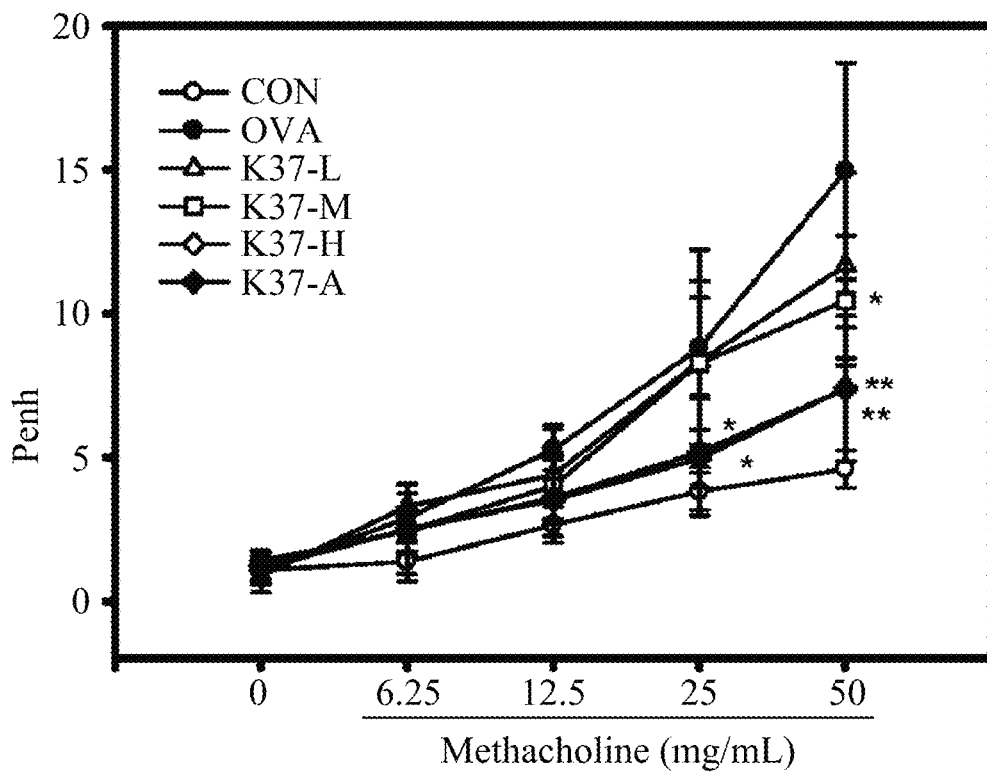 20
15
10
5
0
Penh
CON
OVA
K37-L
K37-M
K37-H
K37-A
*
**
**
*
*
0 6.25 12.5 25 50
Methacholine (mg/mL)